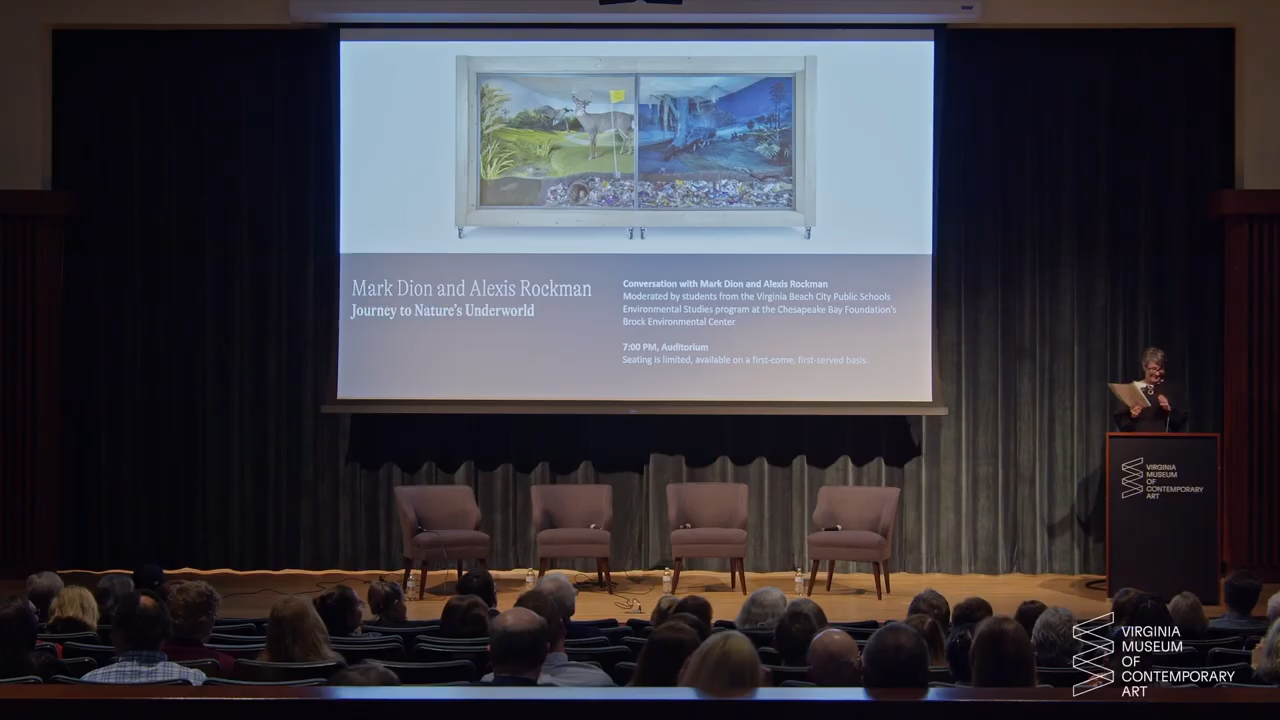 Mark Dion and Alexis Rockman
Journey to Nature's Underworld
Conversation with Mark Dion and Alexis Rockman
Moderated by students from the Virginia Beach City Public Schools
Environmental Studies program at the Chesapeake Bay Foundation's
Brock Environmental Center
7:00 PM, Auditorium
Seating is limited, available on a first-come, first-served basis.
VIRGINIA
MUSEUM
OF
CONTEMPORARY
ART
VIRGINIA
MUSEUM
OF
CONTEMPORARY
ART